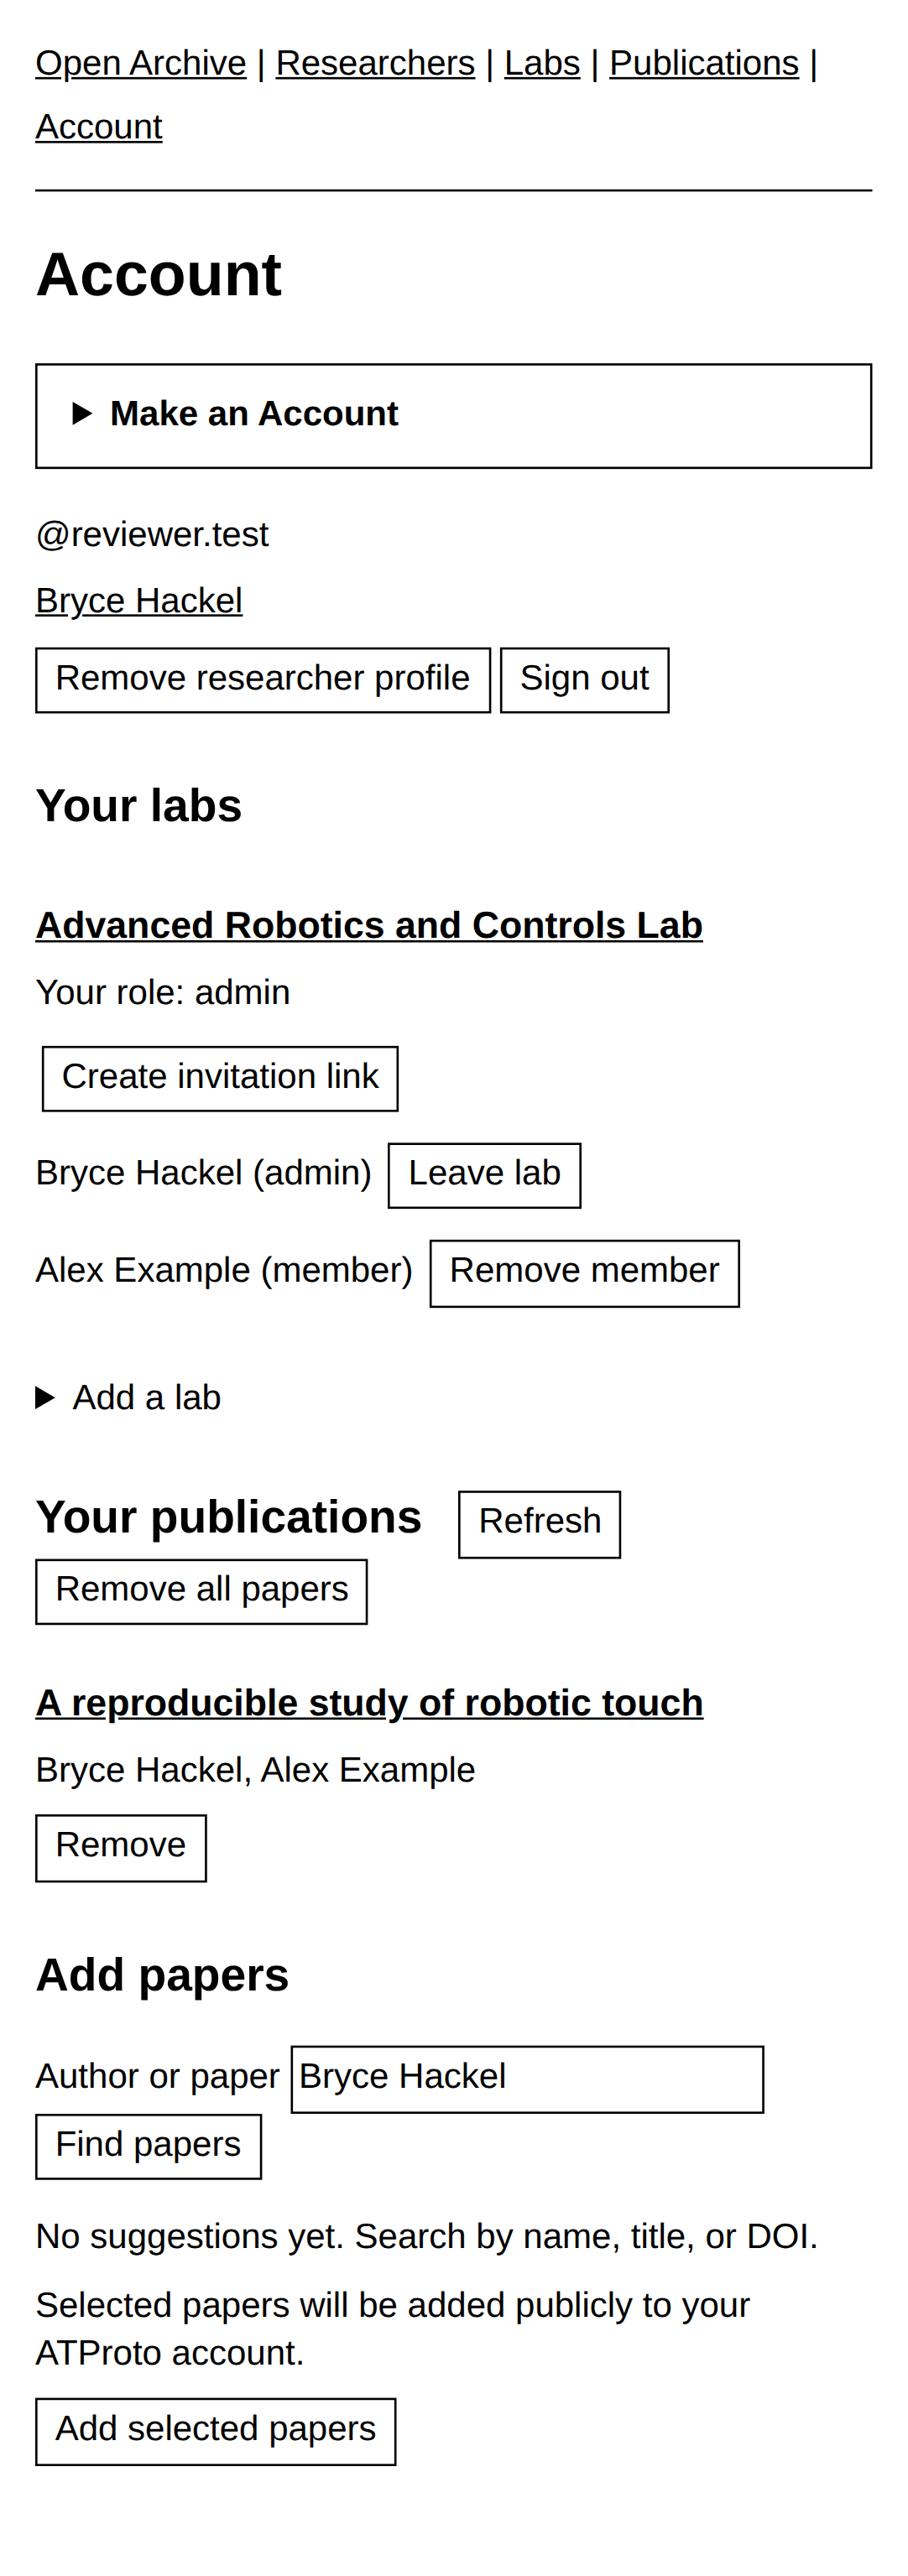 Open Archive | Researchers | Labs | Publications |
Account
Account
Make an Account
@reviewer.test
Bryce Hackel
Remove researcher profile Sign out
Your labs
Advanced Robotics and Controls Lab
Your role: admin
Create invitation link
Bryce Hackel (admin) Leave lab
Alex Example (member) Remove member
Add a lab
Your publications Refresh
Remove all papers
A reproducible study of robotic touch
Bryce Hackel, Alex Example
Remove
Add papers
Author or paper Bryce Hackel
Find papers
No suggestions yet. Search by name, title, or DOI.
Selected papers will be added publicly to your
ATProto account.
Add selected papers